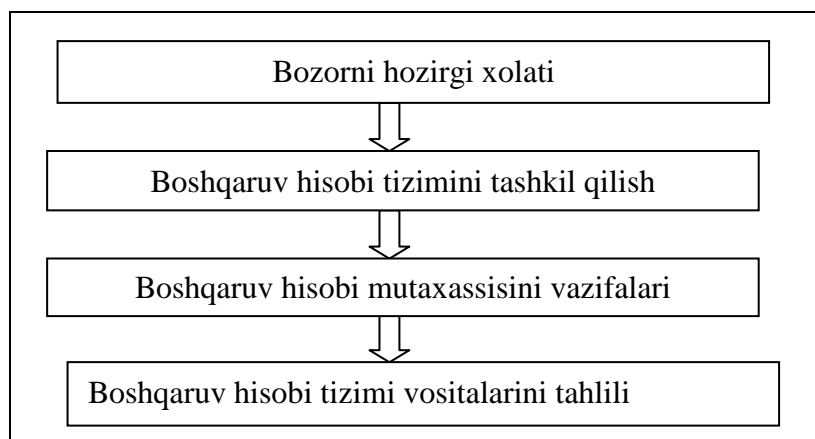 Bozorni hozirgi xolati
Boshqaruv hisobi tizimini tashkil qilish
Boshqaruv hisobi mutaxassisini vazifalari
Boshqaruv hisobi tizimi vositalarini tahlili